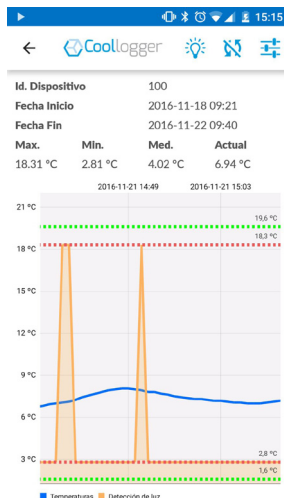 15:15
Coollogger
Id. Dispositivo 100
Fecha Inicio 2016-11-18 09:21
Fecha Fin 2016-11-22 09:40
Max. Min. Med. Actual
18.31 °C 2.81 °C 4.02 °C 6.94 °C
2016-11-21 14:49 2016-11-21 15:03
21 °C
19,6 °C
18,3 °C
18 °C
15 °C
12 °C
9 °C
6 °C
2,8 °C
3 °C
1,6 °C
Temperaturas Detección de luz